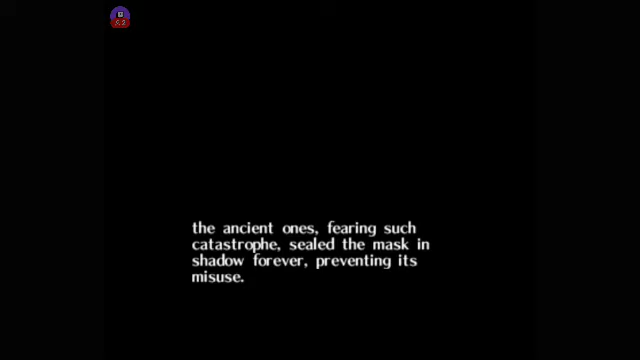 the ancient ones, fearing such
catastrophe, sealed the mask in
shadow forever, preventing its
misuse.